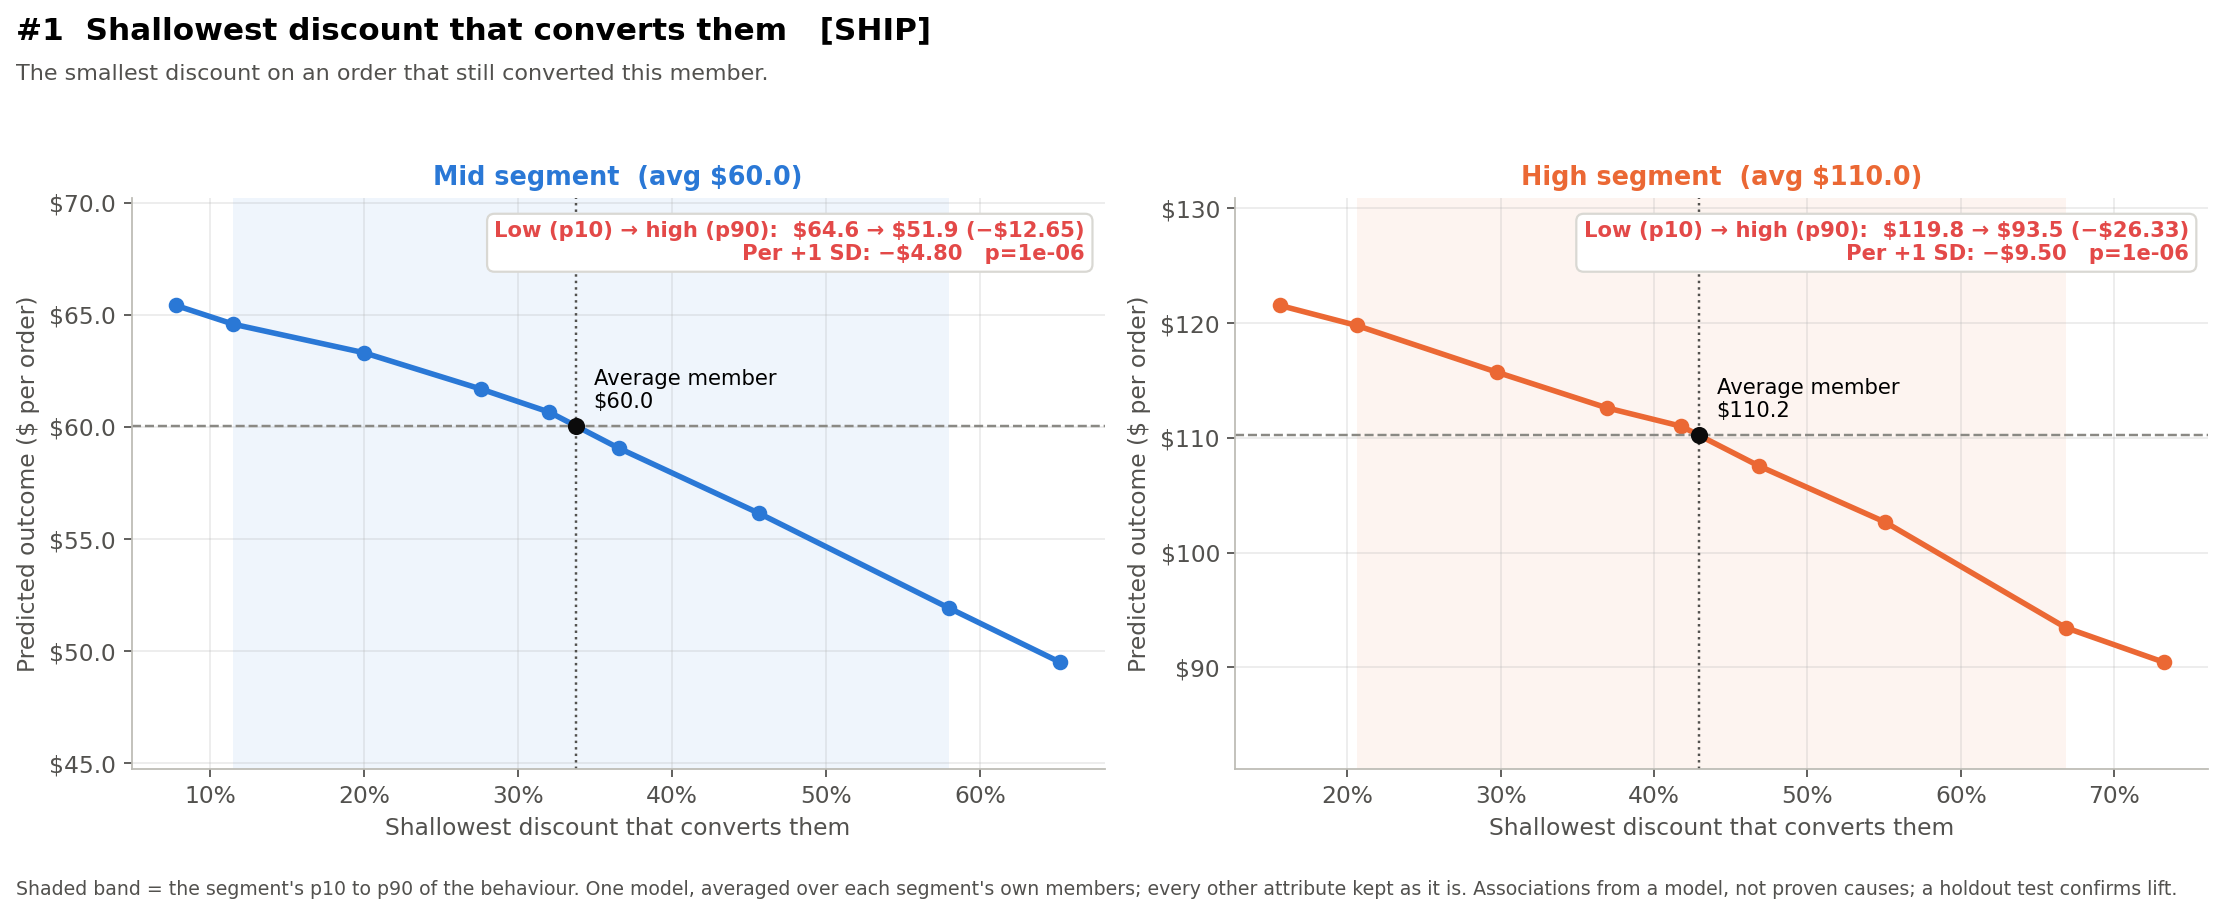 #1  Shallowest discount that converts them   [SHIP]
The smallest discount on an order that still converted this member.
Mid segment  (avg $60.0)
Low (p10) → high (p90):  $64.6 → $51.9 (−$12.65)
Per +1 SD: −$4.80   p=1e-06
Average member
$60.0
Predicted outcome ($ per order)
$70.0
$65.0
$60.0
$55.0
$50.0
$45.0
10%
20%
30%
40%
50%
60%
Shallowest discount that converts them
High segment  (avg $110.0)
Low (p10) → high (p90):  $119.8 → $93.5 (−$26.33)
Per +1 SD: −$9.50   p=1e-06
Average member
$110.2
Predicted outcome ($ per order)
$130
$120
$110
$100
$90
20%
30%
40%
50%
60%
70%
Shallowest discount that converts them
Shaded band = the segment's p10 to p90 of the behaviour. One model, averaged over each segment's own members; every other attribute kept as it is. Associations from a model, not proven causes; a holdout test confirms lift.